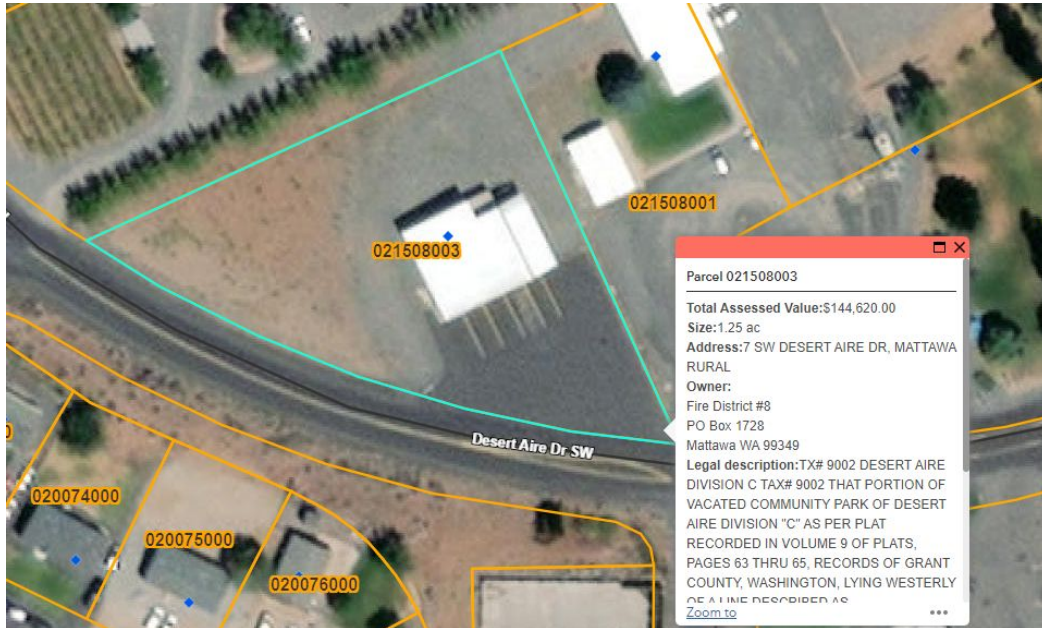 021508003
021508001
Desert Aire Dr SW
020074000
020075000
020076000
Parcel 021508003
Total Assessed Value:$144,620.00
Size:1.25 ac
Address:7 SW DESERT AIRE DR, MATTAWA
RURAL
Owner:
Fire District #8
PO Box 1728
Mattawa WA 99349
Legal description:TX# 9002 DESERT AIRE
DIVISION C TAX# 9002 THAT PORTION OF
VACATED COMMUNITY PARK OF DESERT
AIRE DIVISION "C" AS PER PLAT
RECORDED IN VOLUME 9 OF PLATS,
PAGES 63 THRU 65, RECORDS OF GRANT
COUNTY, WASHINGTON, LYING WESTERLY
OF A LINE DESCRIBED AS
Zoom to